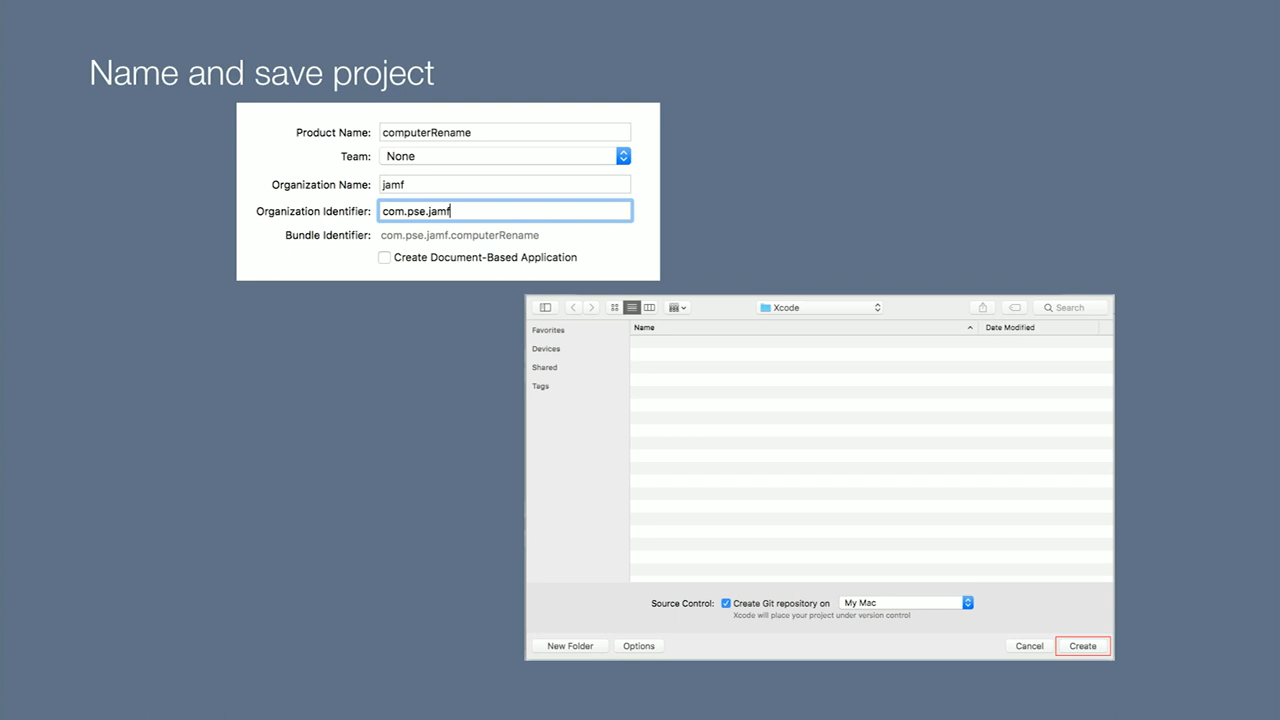 Name and save project
Product Name: computerRename
Team: None
Organization Name: jamf
Organization Identifier: com.pse.jamf
Bundle Identifier: com.pse.jamf.computerRename
Create Document-Based Application
Xcode
Search
Favorites
Name
Date Modified
Devices
Shared
Tags
Source Control: Create Git repository on My Mac
Xcode will place your project under version control
New Folder
Options
Cancel
Create